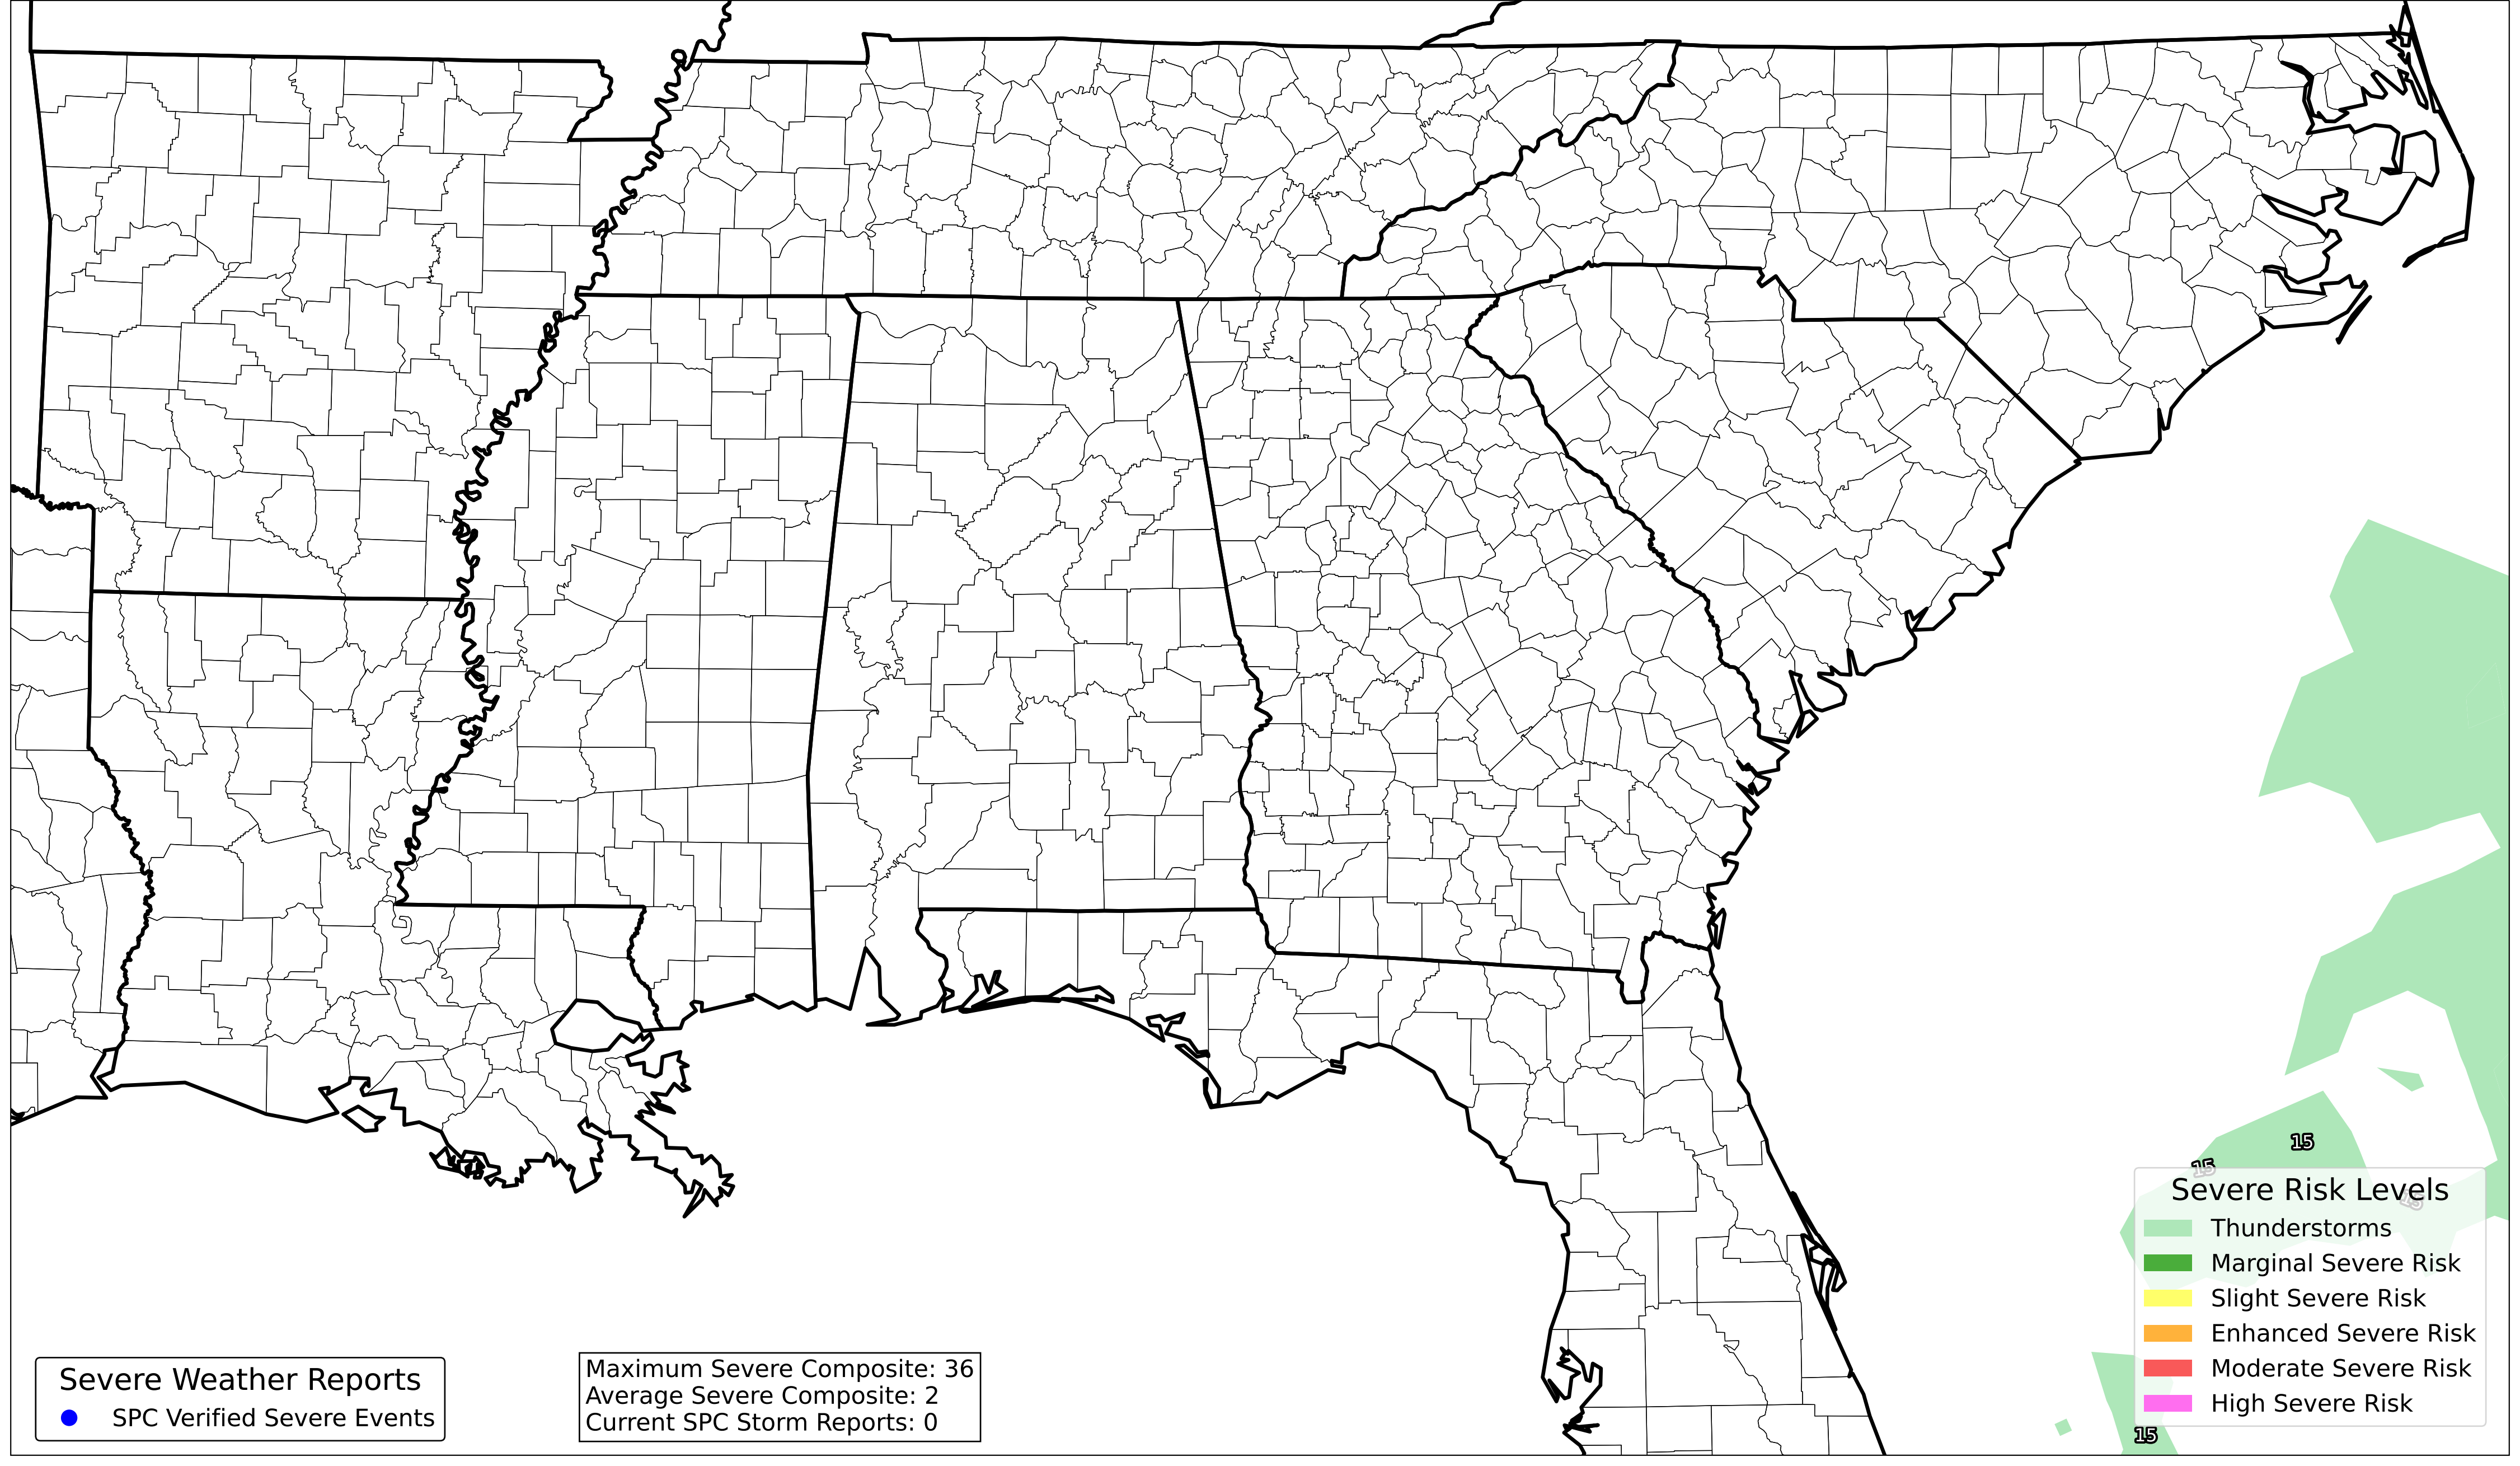 15
15
15
Severe Risk Levels
Thunderstorms
Marginal Severe Risk
Slight Severe Risk
Enhanced Severe Risk
Moderate Severe Risk
High Severe Risk
15
Severe Weather Reports
SPC Verified Severe Events
Maximum Severe Composite: 36
Average Severe Composite: 2
Current SPC Storm Reports: 0